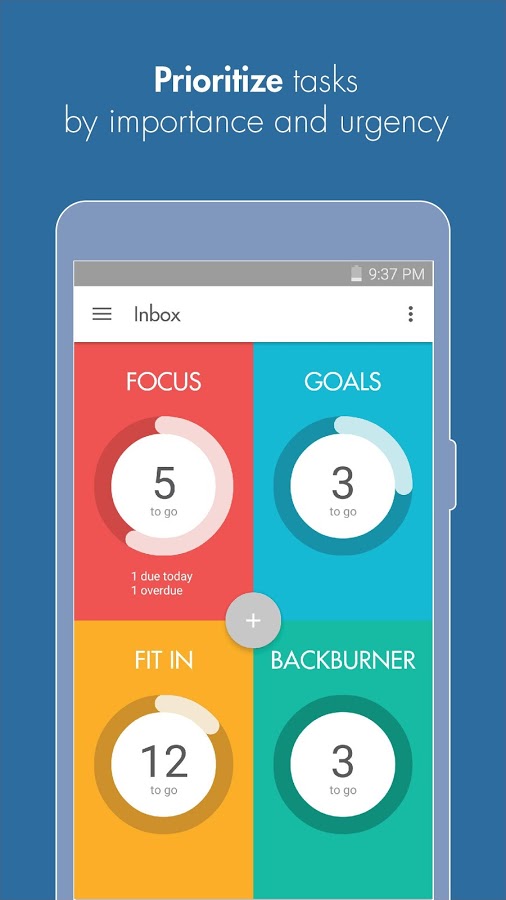 Prioritize tasks
by importance and urgency
9:37 PM
Inbox
FOCUS
5
to go
1 due today
1 overdue
GOALS
3
to go
+
FIT IN
12
to go
BACKBURNER
3
to go